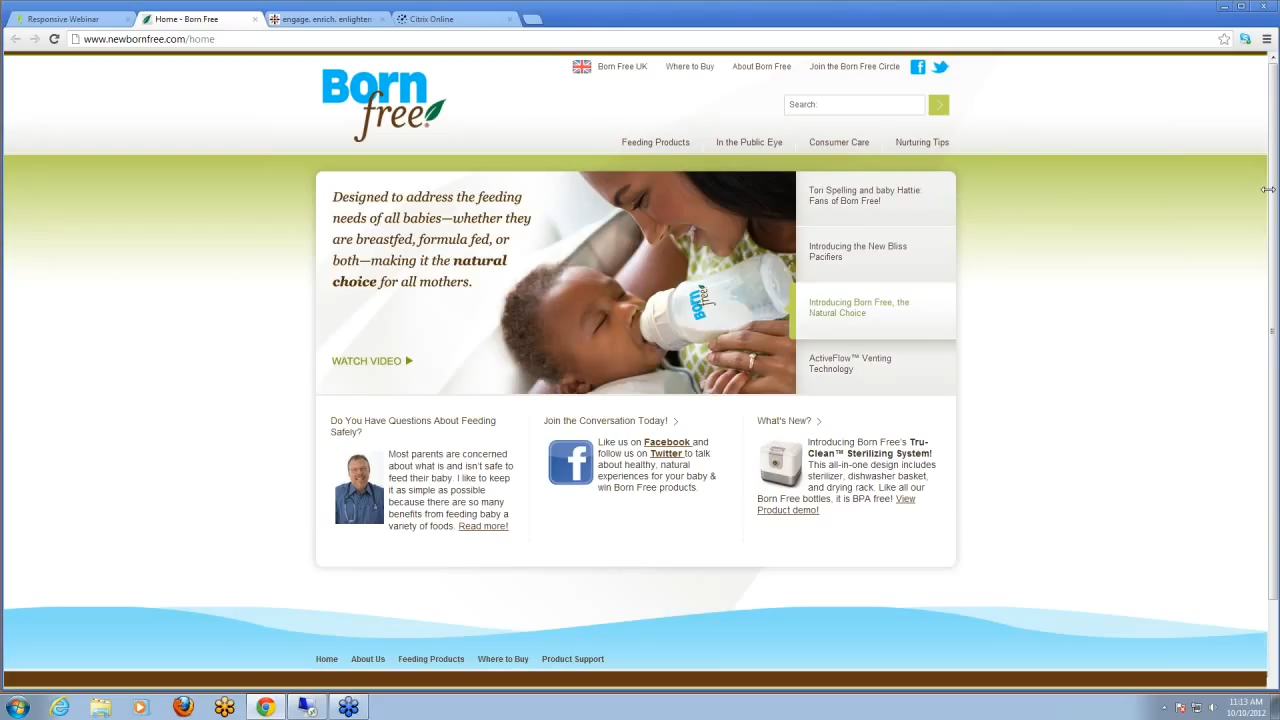 Responsive Webinar
Home - Born Free
engage. enrich. enlighten
Citrix Online
www.newbornfree.com/home
Born Free UK
Where to Buy
About Born Free
Join the Born Free Circle
Born
free
Search:
Feeding Products
In the Public Eye
Consumer Care
Nurturing Tips
Designed to address the feeding
needs of all babies—whether they
are breastfed, formula fed, or
both—making it the natural
choice for all mothers.
WATCH VIDEO
Born
free
Tori Spelling and baby Hattie:
Fans of Born Free!
Introducing the New Bliss
Pacifiers
Introducing Born Free, the
Natural Choice
ActiveFlow™ Venting
Technology
Do You Have Questions About Feeding
Safely?
Most parents are concerned
about what is and isn't safe to
feed their baby. I like to keep
it as simple as possible
because there are so many
benefits from feeding baby a
variety of foods. Read more!
Join the Conversation Today!
Like us on Facebook and
follow us on Twitter to talk
about healthy, natural
experiences for your baby &
win Born Free products.
What's New?
Introducing Born Free's Tru-
Clean™ Sterilizing System!
This all-in-one design includes
sterilizer, dishwasher basket,
and drying rack. Like all our
Born Free bottles, it is BPA free! View
Product demo!
Home
About Us
Feeding Products
Where to Buy
Product Support
11:13 AM
10/10/2012